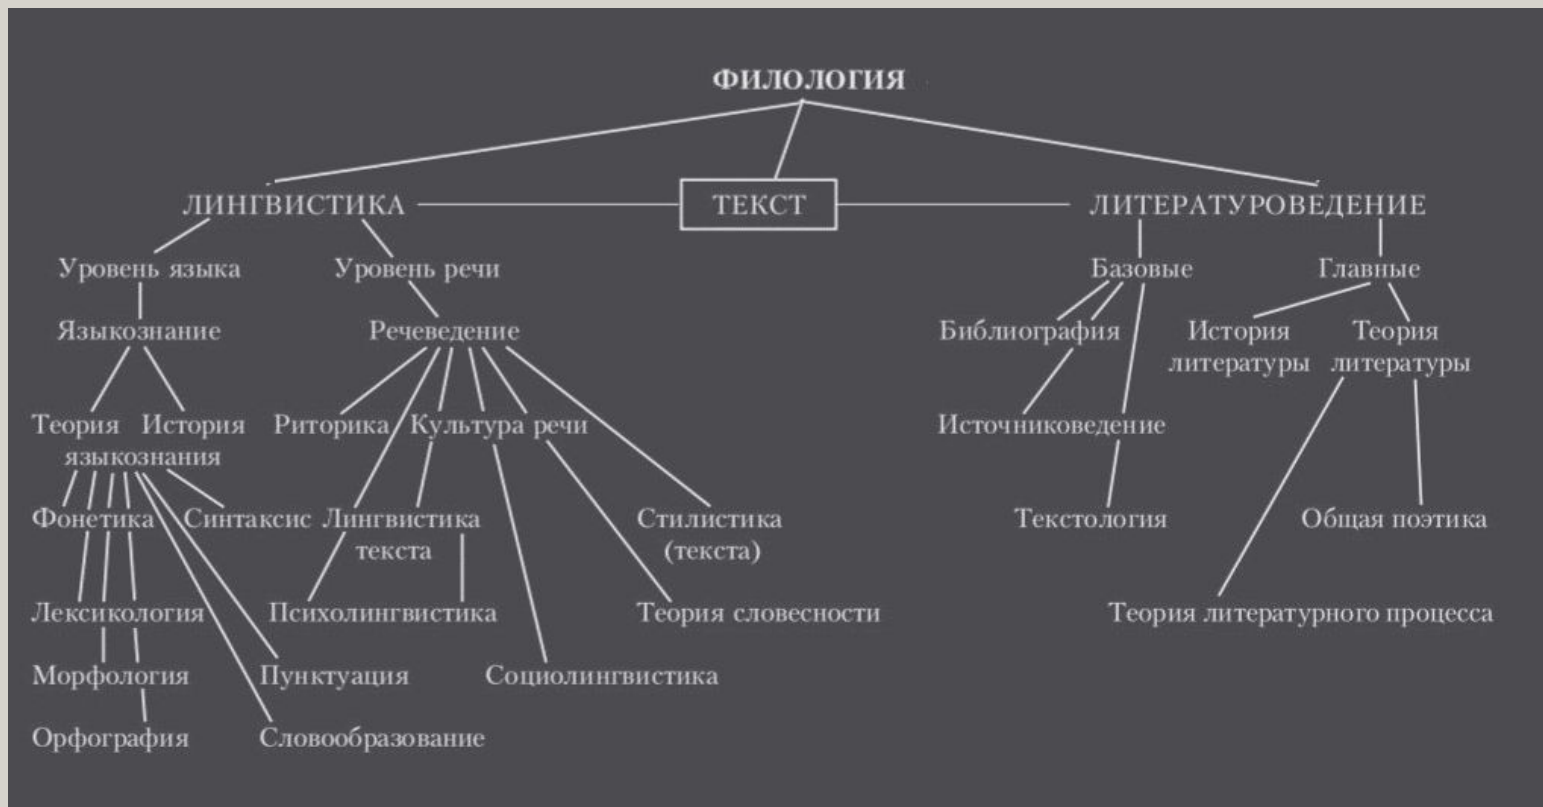 ФИЛОЛОГИЯ
ЛИНГВИСТИКА ТЕКСТ ЛИТЕРАТУРОВЕДЕНИЕ
Уровень языка Уровень речи Базовые Главные
Языкознание Речеведение Библиография История Теория
литературы литературы
Теория История Риторика Культура речи Источниковедение
языкознания
Фонетика Синтаксис Лингвистика Стилистика Текстология Общая поэтика
текста (текста)
Лексикология Психолингвистика Теория словесности Теория литературного процесса
Морфология Пунктуация Социолингвистика
Орфография Словообразование